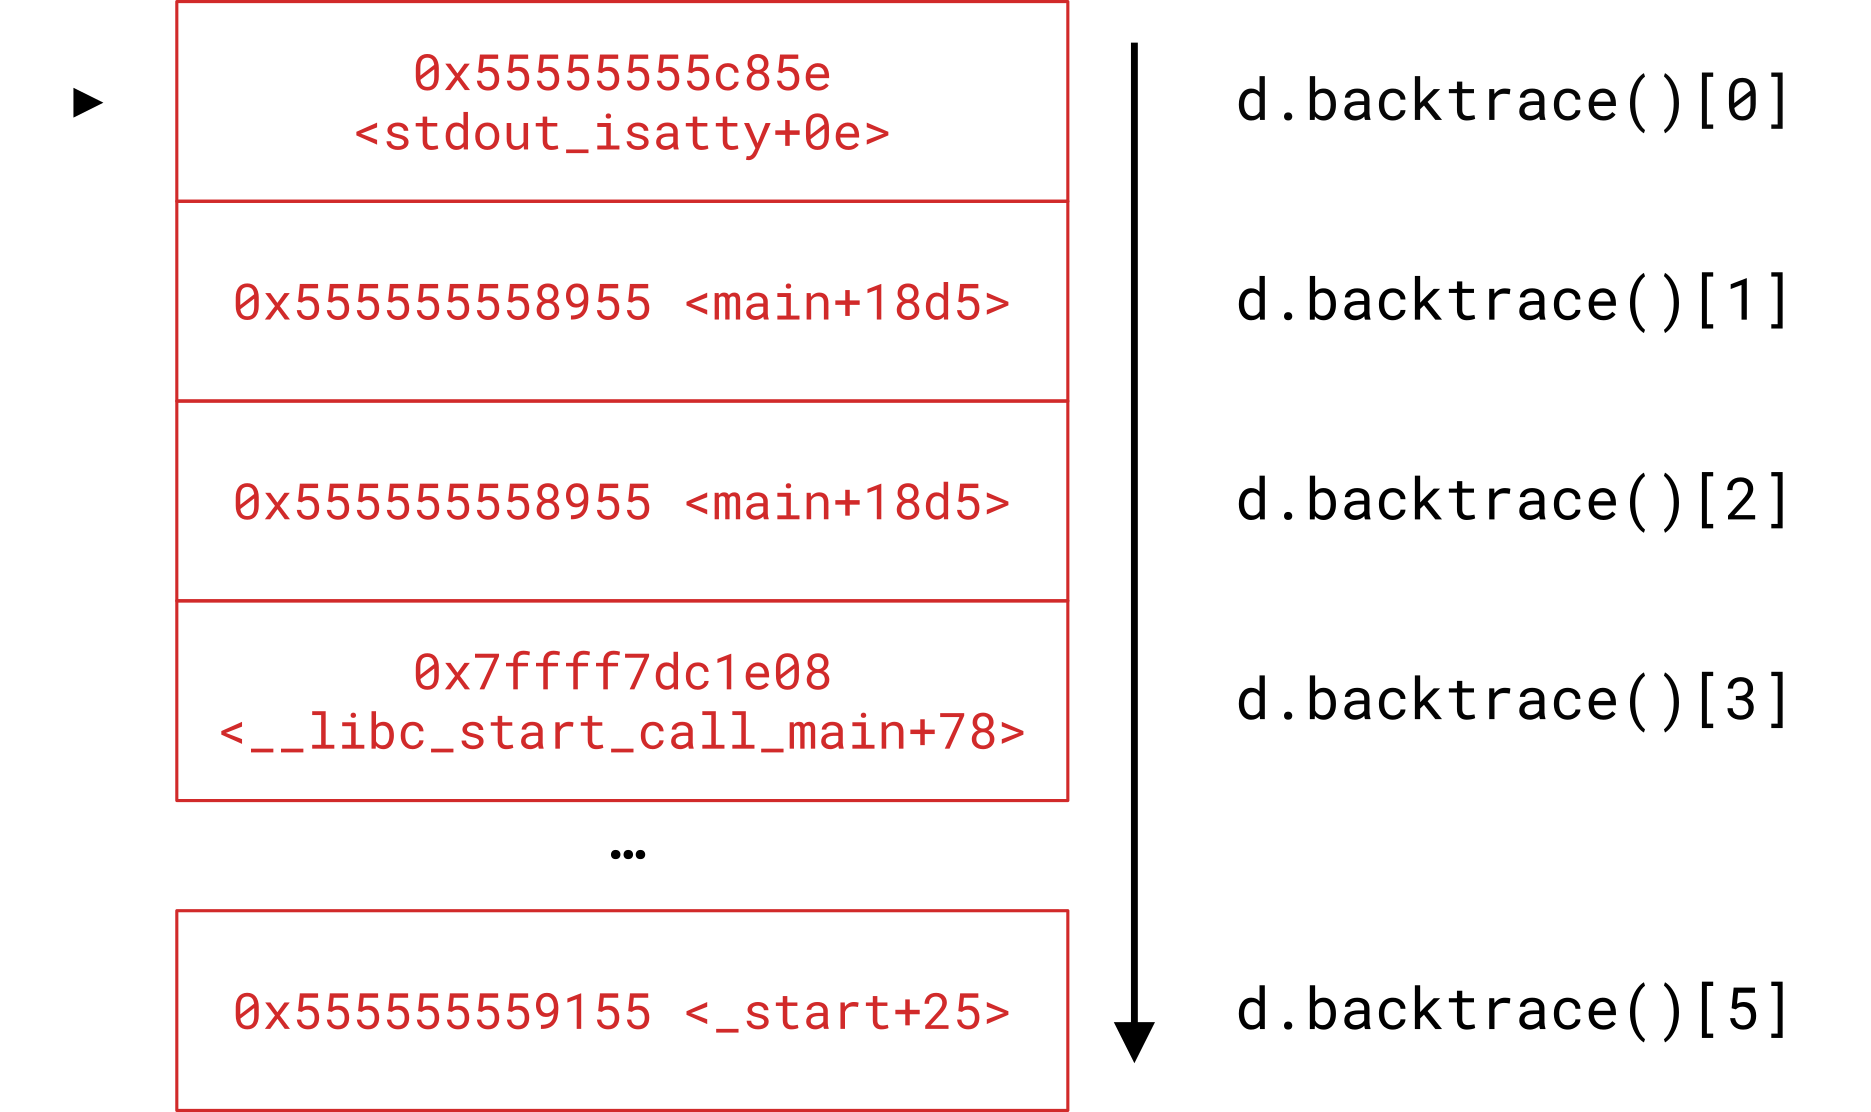 0x55555555c85e
<stdout_isatty+0e>
d.backtrace()[0]
0x555555558955 <main+18d5>
d.backtrace()[1]
0x555555558955 <main+18d5>
d.backtrace()[2]
0x7ffff7dc1e08
<__libc_start_call_main+78>
d.backtrace()[3]
…
0x555555559155 <_start+25>
d.backtrace()[5]